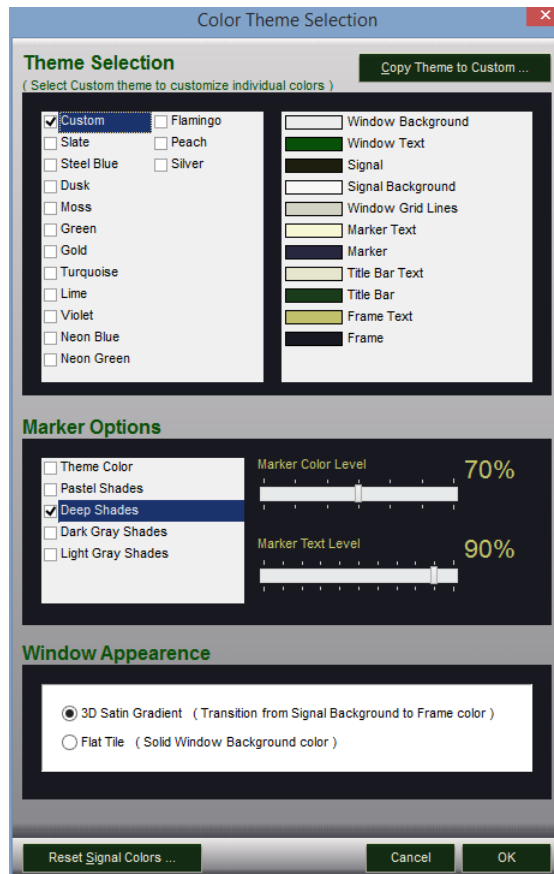 Color Theme Selection
Theme Selection
Copy Theme to Custom ...
( Select Custom theme to customize individual colors )
Custom
Slate
Steel Blue
Dusk
Moss
Green
Gold
Turquoise
Lime
Violet
Neon Blue
Neon Green
Flamingo
Peach
Silver
Window Background
Window Text
Signal
Signal Background
Window Grid Lines
Marker Text
Marker
Title Bar Text
Title Bar
Frame Text
Frame
Marker Options
Theme Color
Pastel Shades
Deep Shades
Dark Gray Shades
Light Gray Shades
Marker Color Level
70%
Marker Text Level
90%
Window Appearence
3D Satin Gradient ( Transition from Signal Background to Frame color )
Flat Tile ( Solid Window Background color )
Reset Signal Colors ...
Cancel
OK